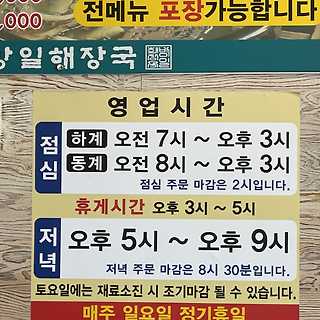 ,000
전메뉴 포장가능합니다
해장국
영업시간
점심
하계 오전 7시 ~ 오후 3시
동계 오전 8시 ~ 오후 3시
점심 주문 마감은 2시입니다.
휴게시간 오후 3시 ~ 5시
저녁
오후 5시 ~ 오후 9시
저녁 주문 마감은 8시 30분입니다.
토요일에는 재료소진 시 조기마감 될 수 있습니다.
매주 일요일 정기휴일